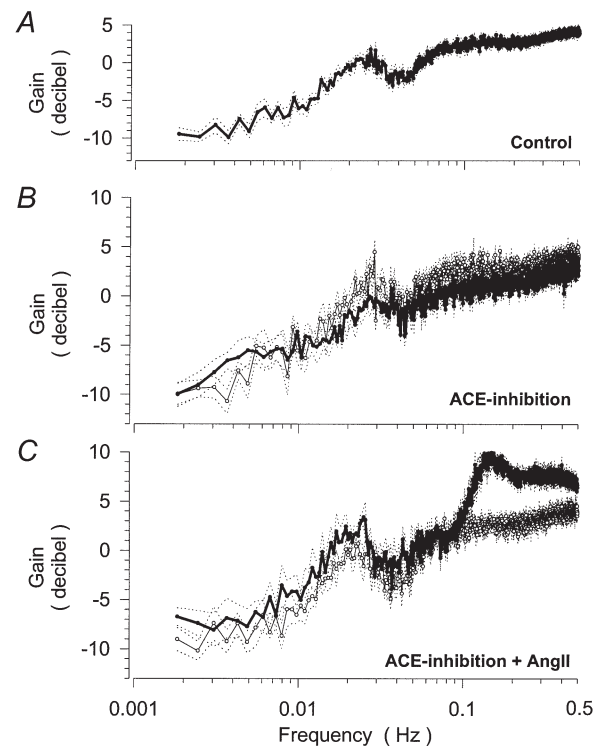 A
5
0
-5
-10
Gain
( decibel )
Control
B
10
5
0
-5
-10
Gain
( decibel )
ACE-inhibition
C
10
5
0
-5
-10
Gain
( decibel )
ACE-inhibition + AngII
0.001 0.01 0.1 0.5
Frequency ( Hz )